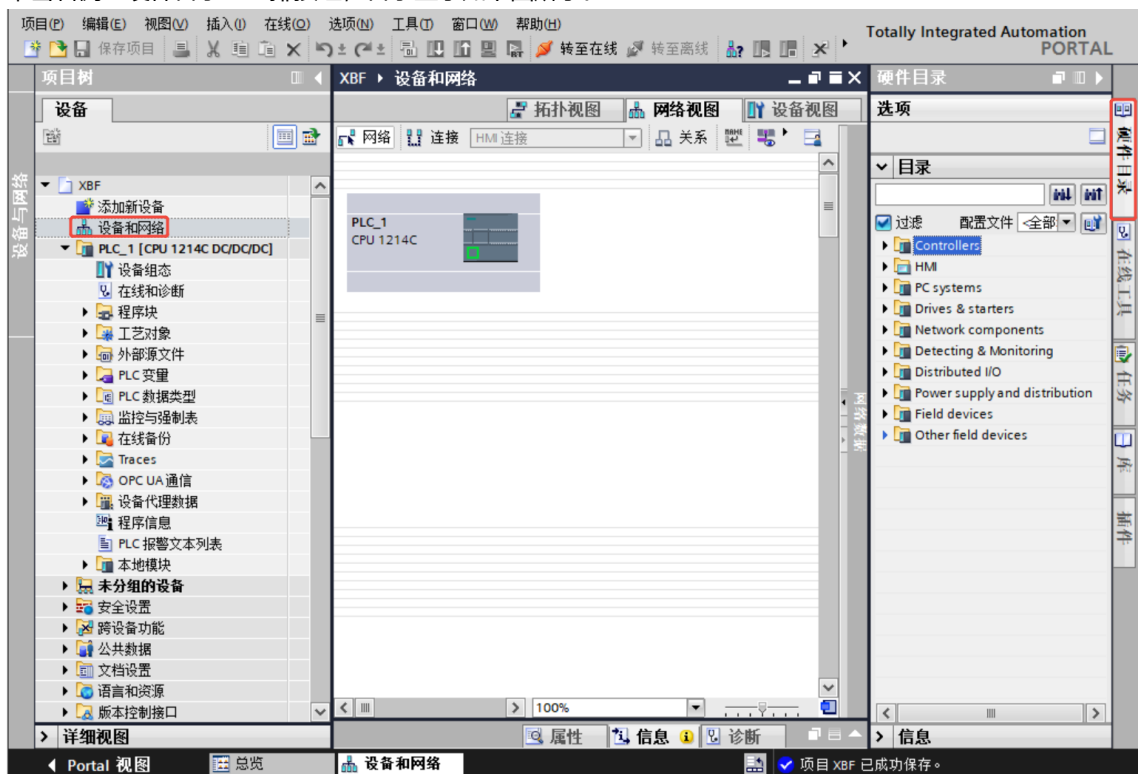 项目(P) 编辑(E) 视图(V) 插入(I) 在线(O) 选项(N) 工具(T) 窗口(W) 帮助(H)
Totally Integrated Automation
PORTAL
保存项目 转至在线 转至离线
项目树
设备
设备与网络
XBF
添加新设备
设备和网络
PLC_1 [CPU 1214C DC/DC/DC]
设备组态
在线和诊断
程序块
工艺对象
外部源文件
PLC 变量
PLC 数据类型
监控与强制表
在线备份
Traces
OPC UA 通信
设备代理数据
程序信息
PLC 报警文本列表
本地模块
未分组的设备
安全设置
跨设备功能
公共数据
文档设置
语言和资源
版本控制接口
详细视图
XBF 设备和网络
拓扑视图 网络视图 设备视图
网络 连接 HMI 连接 关系
PLC_1
CPU 1214C
网络数据
100%
属性 信息 诊断
硬件目录
选项
目录
过滤 配置文件 <全部
Controllers
HMI
PC systems
Drives & starters
Network components
Detecting & Monitoring
Distributed I/O
Power supply and distribution
Field devices
Other field devices
信息
硬件目录
在线工具
任务
库
插件
Portal 视图 总览 设备和网络 项目 XBF 已成功保存。